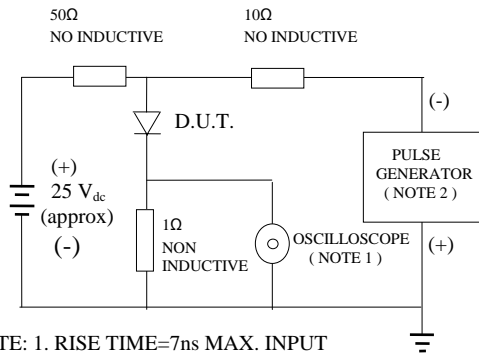 50Ω
NO INDUCTIVE
10Ω
NO INDUCTIVE
(-)
D.U.T.
PULSE
GENERATOR
( NOTE 2 )
(+)
25 Vdc
(approx)
(-)
1Ω
NON
INDUCTIVE
OSCILLOSCOPE
( NOTE 1 )
(+)
TE: 1. RISE TIME=7ns MAX. INPUT